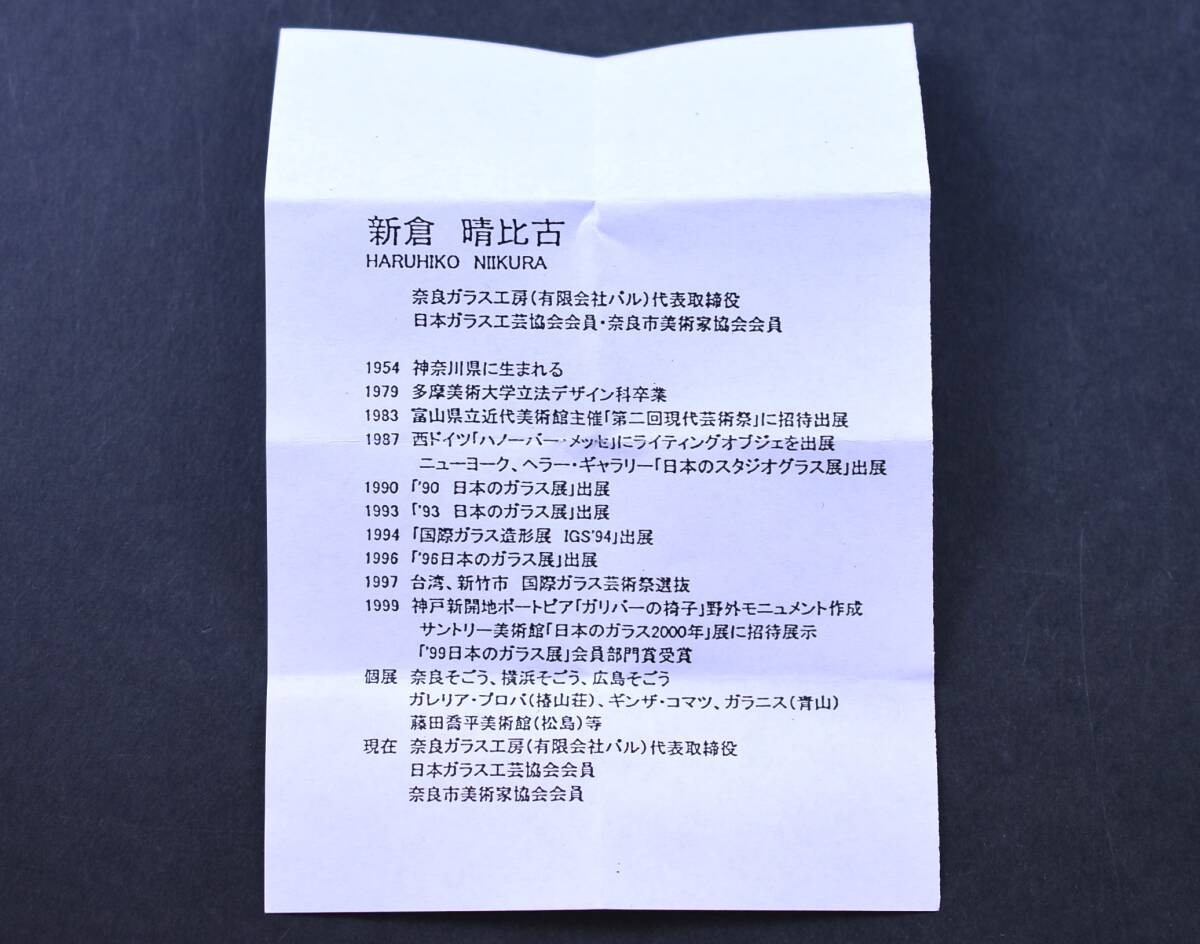 新倉 晴比古
HARUHIKO NIIKURA
奈良ガラス工房(有限会社パル)代表取締役
日本ガラス工芸協会会員・奈良市美術家協会会員
1954 神奈川県に生まれる
1979 多摩美術大学立法デザイン科卒業
1983 富山県立近代美術館主催「第二回現代芸術祭」に招待出展
1987 西ドイツ「ハノーバー・メッセ」にライティングオブジェを出展
ニューヨーク、ヘラー・ギャラリー「日本のスタジオグラス展」出展
1990 「'90 日本のガラス展」出展
1993 「'93 日本のガラス展」出展
1994 「国際ガラス造形展 IGS'94」出展
1996 「'96日本のガラス展」出展
1997 台湾、新竹市 国際ガラス芸術祭選抜
1999 神戸新開地ポートピア「ガリバーの椅子」野外モニュメント作成
サントリー美術館「日本のガラス2000年」展に招待展示
「'99日本のガラス展」会員部門賞受賞
個展 奈良そごう、横浜そごう、広島そごう
ガレリア・プロバ(椿山荘)、ギンザ・コマツ、ガラニス(青山)
藤田喬平美術館(松島)等
現在 奈良ガラス工房(有限会社パル)代表取締役
日本ガラス工芸協会会員
奈良市美術家協会会員